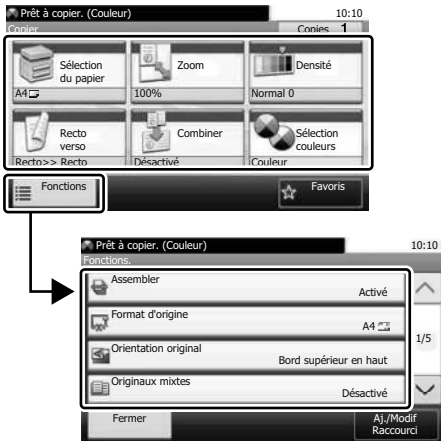 Prêt à copier. (Couleur) 10:10
Copier Copies 1
Sélection du papier
A4
Zoom
100%
Densité
Normal 0
Recto verso
Recto>> Recto
Combiner
Désactivé
Sélection couleurs
Couleur
Fonctions
Favoris
Prêt à copier. (Couleur) 10:10
Fonctions.
Assembler
Activé
Format d'origine
A4
Orientation original
Bord supérieur en haut
Originaux mixtes
Désactivé
1/5
Fermer
Aj./Modif
Raccourci